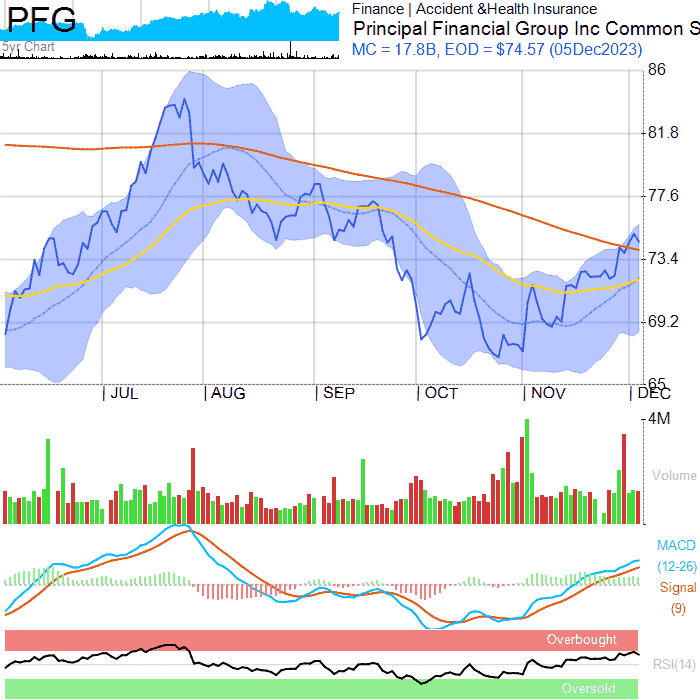 PFG
5yr Chart
Finance | Accident &Health Insurance
Principal Financial Group Inc Common S
MC = 17.8B, EOD = $74.57 (05Dec2023)
86
81.8
77.6
73.4
69.2
65
| JUL | AUG | SEP | OCT | NOV | DEC
4M
Volume
MACD
(12-26)
Signal
(9)
Overbought
RSI(14)
Oversold